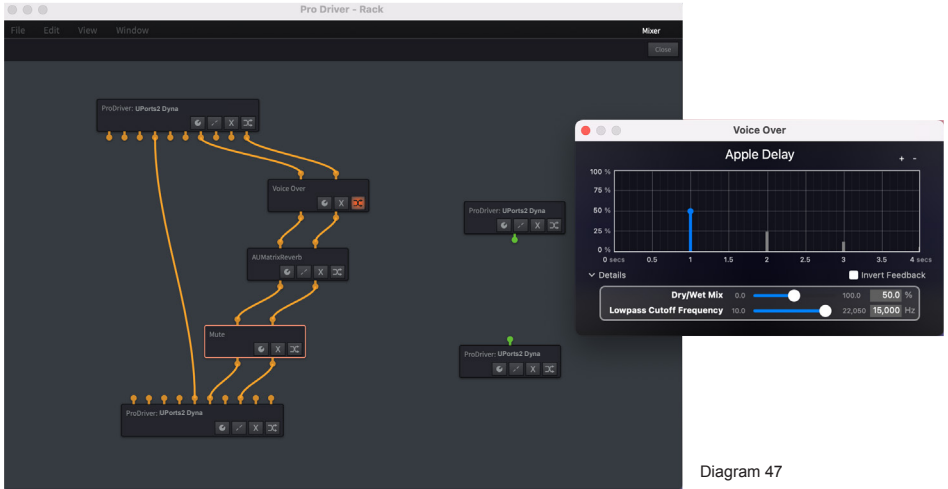 Pro Driver - Rack
File Edit View Window
Mixer
Close
ProDriver: UPorts2 Dyna
X
Voice Over
X
AUMatrixReverb
X
Mute
X
ProDriver: UPorts2 Dyna
X
ProDriver: UPorts2 Dyna
X
ProDriver: UPorts2 Dyna
X
Voice Over
Apple Delay
+ -
100 %
75 %
50 %
25 %
0 %
0 secs 0.5 1 1.5 2 2.5 3 3.5 4 secs
Details
Invert Feedback
Dry/Wet Mix 0.0 100.0 50.0 %
Lowpass Cutoff Frequency 10.0 22,050 15,000 Hz
Diagram 47